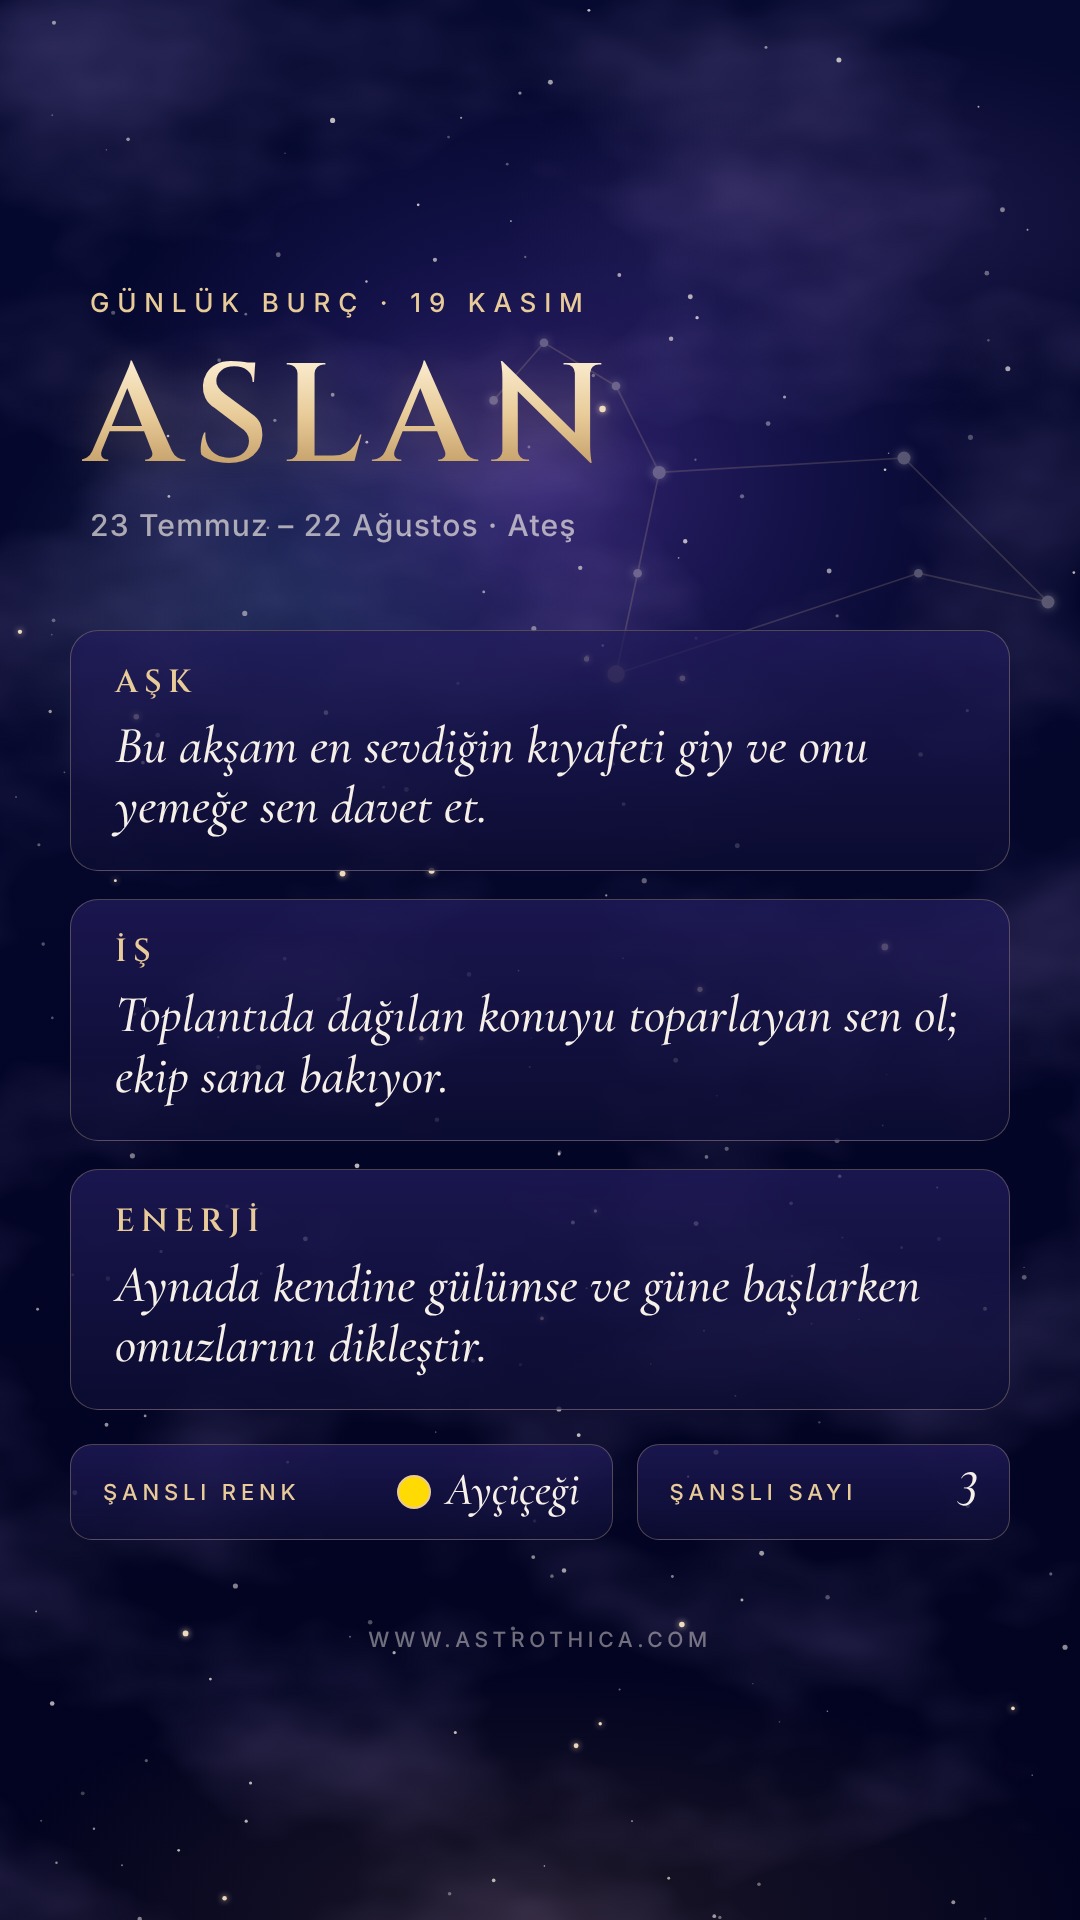 GÜNLÜK BURÇ · 19 KASIM
ASLAN
23 Temmuz – 22 Ağustos · Ateş
AŞK
Bu akşam en sevdiğin kıyafeti giy ve onu
yemeğe sen davet et.
İŞ
Toplantıda dağılan konuyu toparlayan sen ol;
ekip sana bakıyor.
ENERJİ
Aynada kendine gülümse ve güne başlarken
omuzlarını dikleştir.
ŞANSLI RENK Ayçiçeği
ŞANSLI SAYI 3
WWW.ASTROTHICA.COM